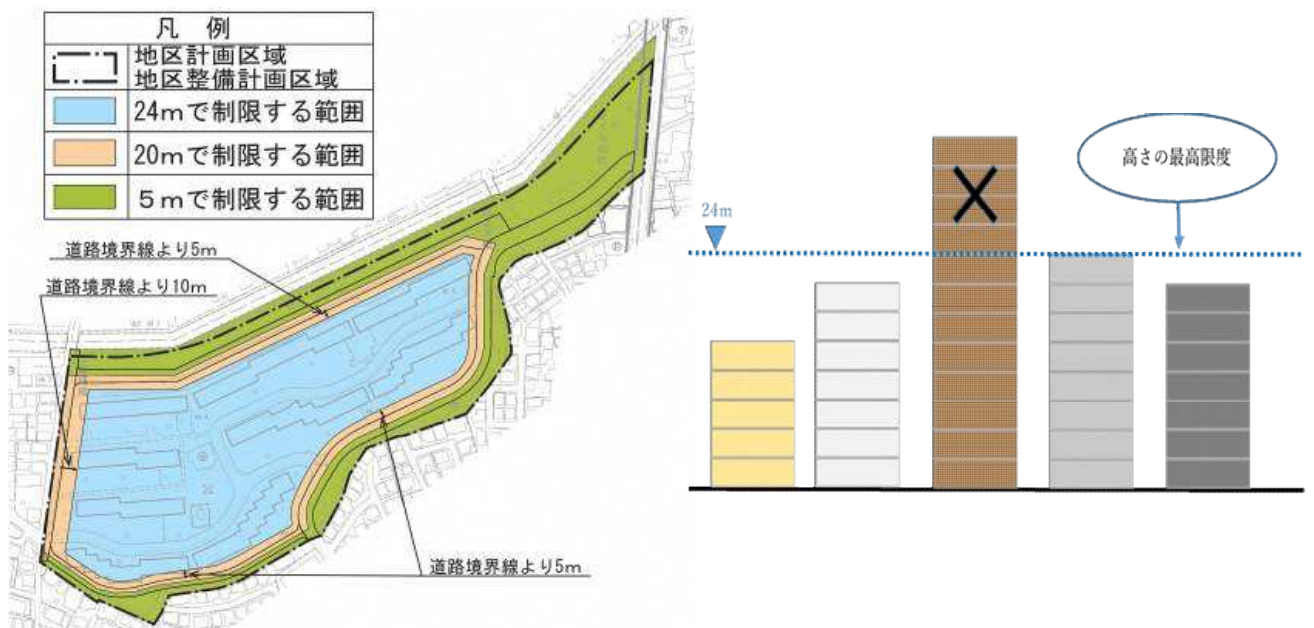 凡 例
地区計画区域
地区整備計画区域
24mで制限する範囲
20mで制限する範囲
5mで制限する範囲
道路境界線より5m
道路境界線より10m
道路境界線より5m
高さの最高限度
24m